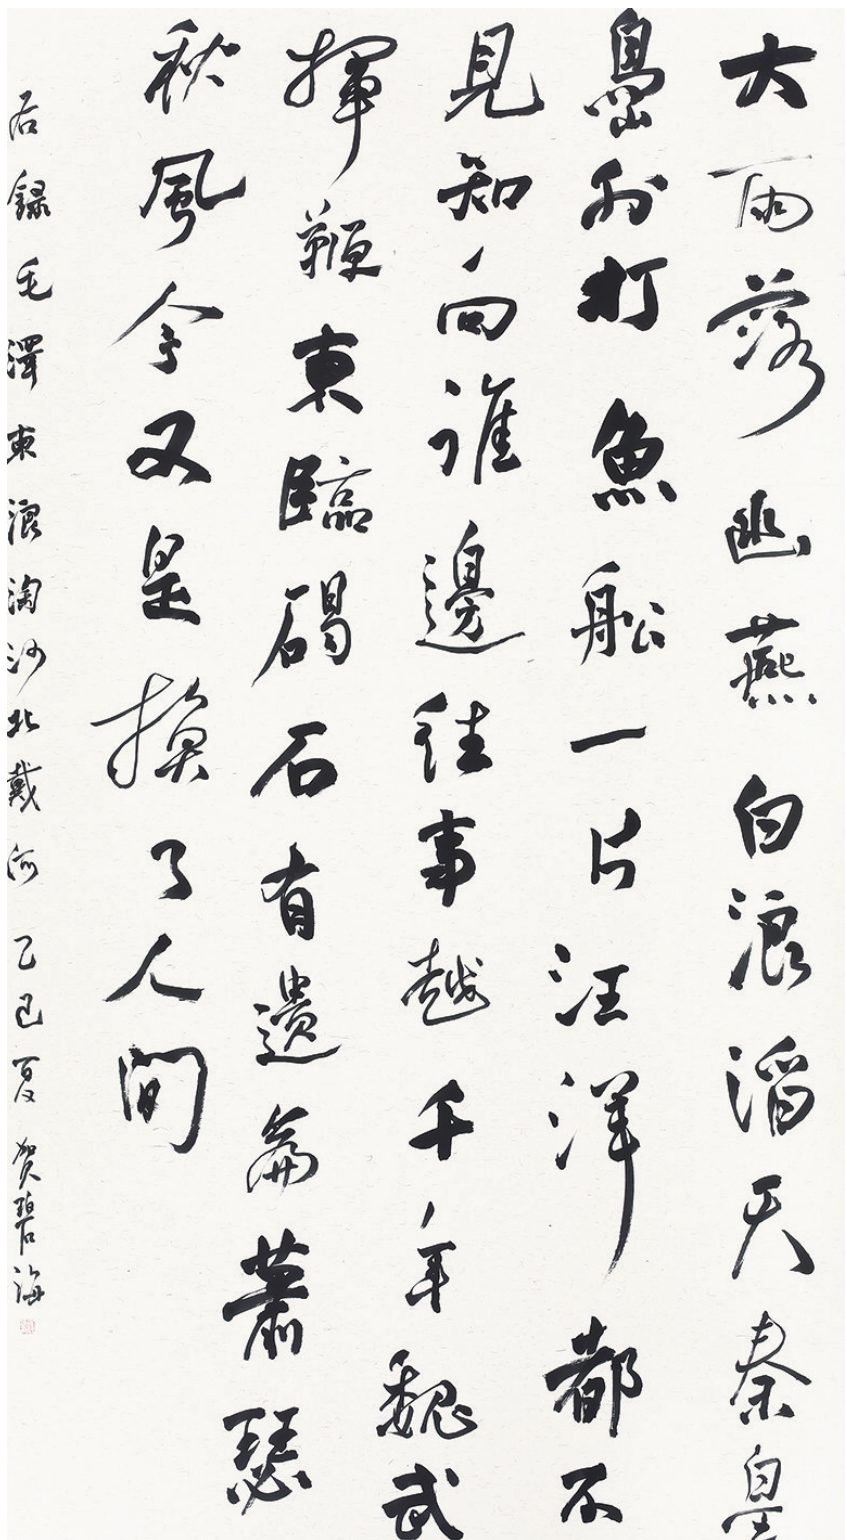 大雨落幽燕白浪滔天秦皇
島外打魚船一片汪洋都不
見知向誰邊往事越千年魏武
揮鞭東臨碣石有遺篇蕭瑟
秋風今又是換了人間
右錄毛澤東浪淘沙北戴河乙巳夏賀碧海